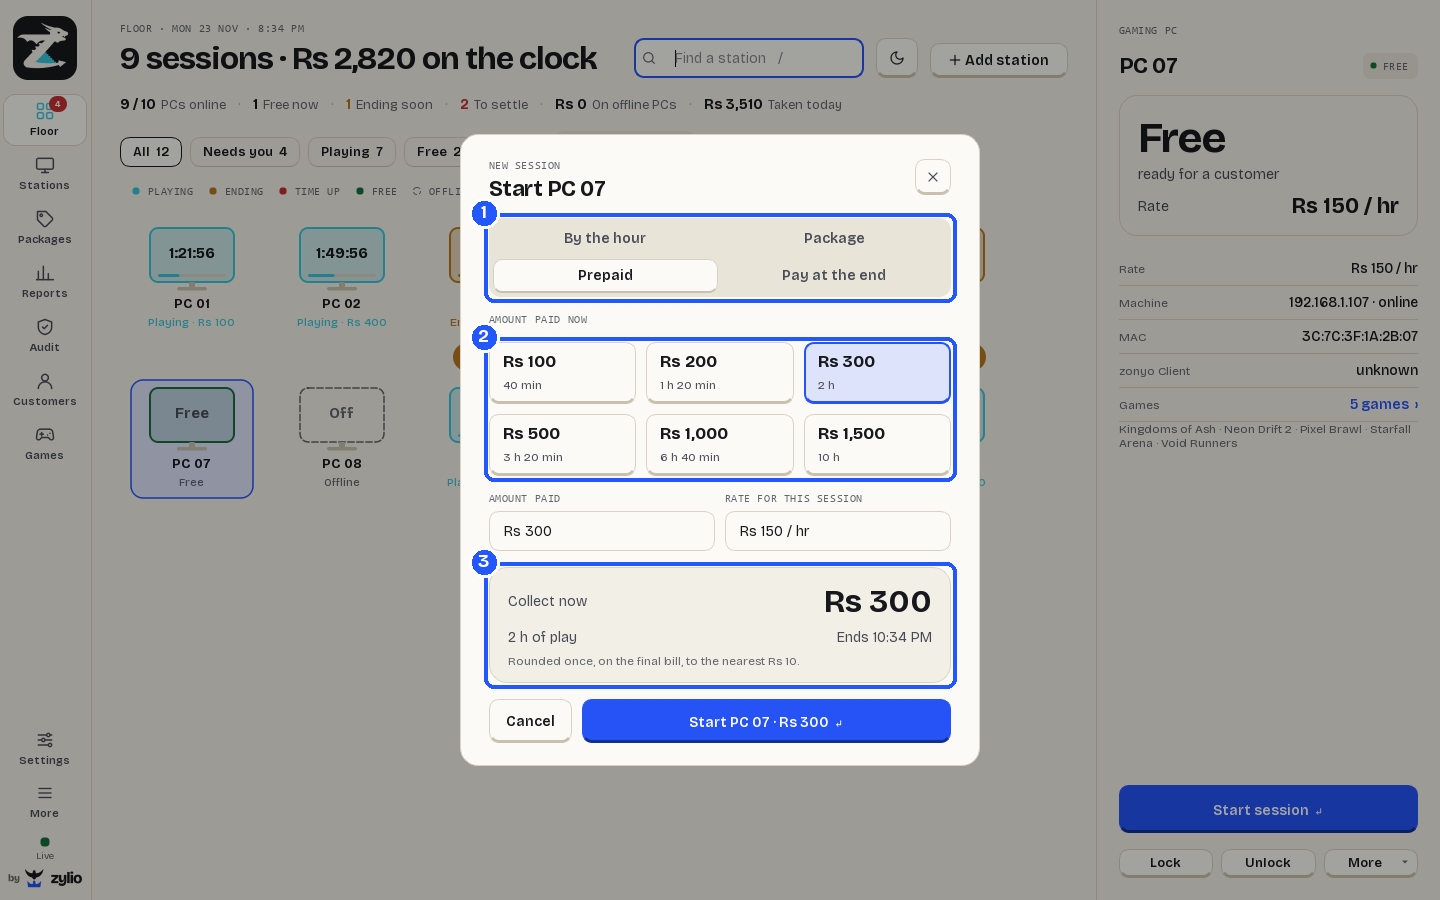 FLOOR · MON 23 NOV · 8:34 PM
9 sessions · Rs 2,820 on the clock
Find a station /
+ Add station
9 / 10 PCs online · 1 Free now · 1 Ending soon · 2 To settle · Rs 0 On offline PCs · Rs 3,510 Taken today
All 12
Needs you 4
Playing 7
Free 2
PLAYING
ENDING
TIME UP
FREE
OFFLI
4
Floor
Stations
Packages
Reports
Audit
Customers
Games
Settings
More
Live
by zylio
1:21:56
PC 01
Playing · Rs 100
1:49:56
PC 02
Playing · Rs 400
Free
PC 07
Free
Off
PC 08
Offline
NEW SESSION
Start PC 07
1
By the hour
Package
Prepaid
Pay at the end
AMOUNT PAID NOW
2
Rs 100
40 min
Rs 200
1 h 20 min
Rs 300
2 h
Rs 500
3 h 20 min
Rs 1,000
6 h 40 min
Rs 1,500
10 h
AMOUNT PAID
RATE FOR THIS SESSION
Rs 300
Rs 150 / hr
3
Collect now
Rs 300
2 h of play
Ends 10:34 PM
Rounded once, on the final bill, to the nearest Rs 10.
Cancel
Start PC 07 · Rs 300
GAMING PC
PC 07
FREE
Free
ready for a customer
Rate
Rs 150 / hr
Rate
Rs 150 / hr
Machine
192.168.1.107 · online
MAC
3C:7C:3F:1A:2B:07
zonyo Client
unknown
Games
5 games ›
Kingdoms of Ash · Neon Drift 2 · Pixel Brawl · Starfall
Arena · Void Runners
Start session
Lock
Unlock
More